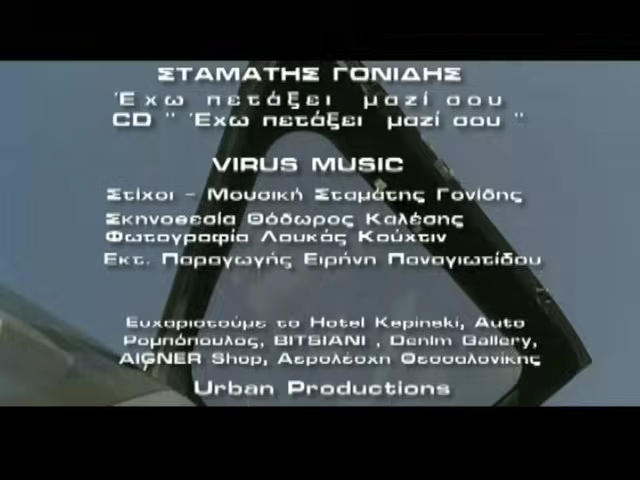 ΣΤΑΜΑΤΗΣ ΓΟΝΙΔΗΣ
Έχω πετάξει μαζί σου
CD " Έχω πετάξει μαζί σου "
VIRUS MUSIC
Στίχοι - Μουσική Σταμάτης Γονίδης
Σκηνοθεσία Θόδωρος Καλέσης
Φωτογραφία Λουκάς Κούχτιν
Εκτ. Παραγωγής Ειρήνη Παναγιωτίδου
Ευχαριστούμε το Hotel Kepinski, Auto
Ρομπόπουλος, BITSIANI , Denim Gallery,
AIGNER Shop, Αερολέσχη Θεσσαλονίκης
Urban Productions